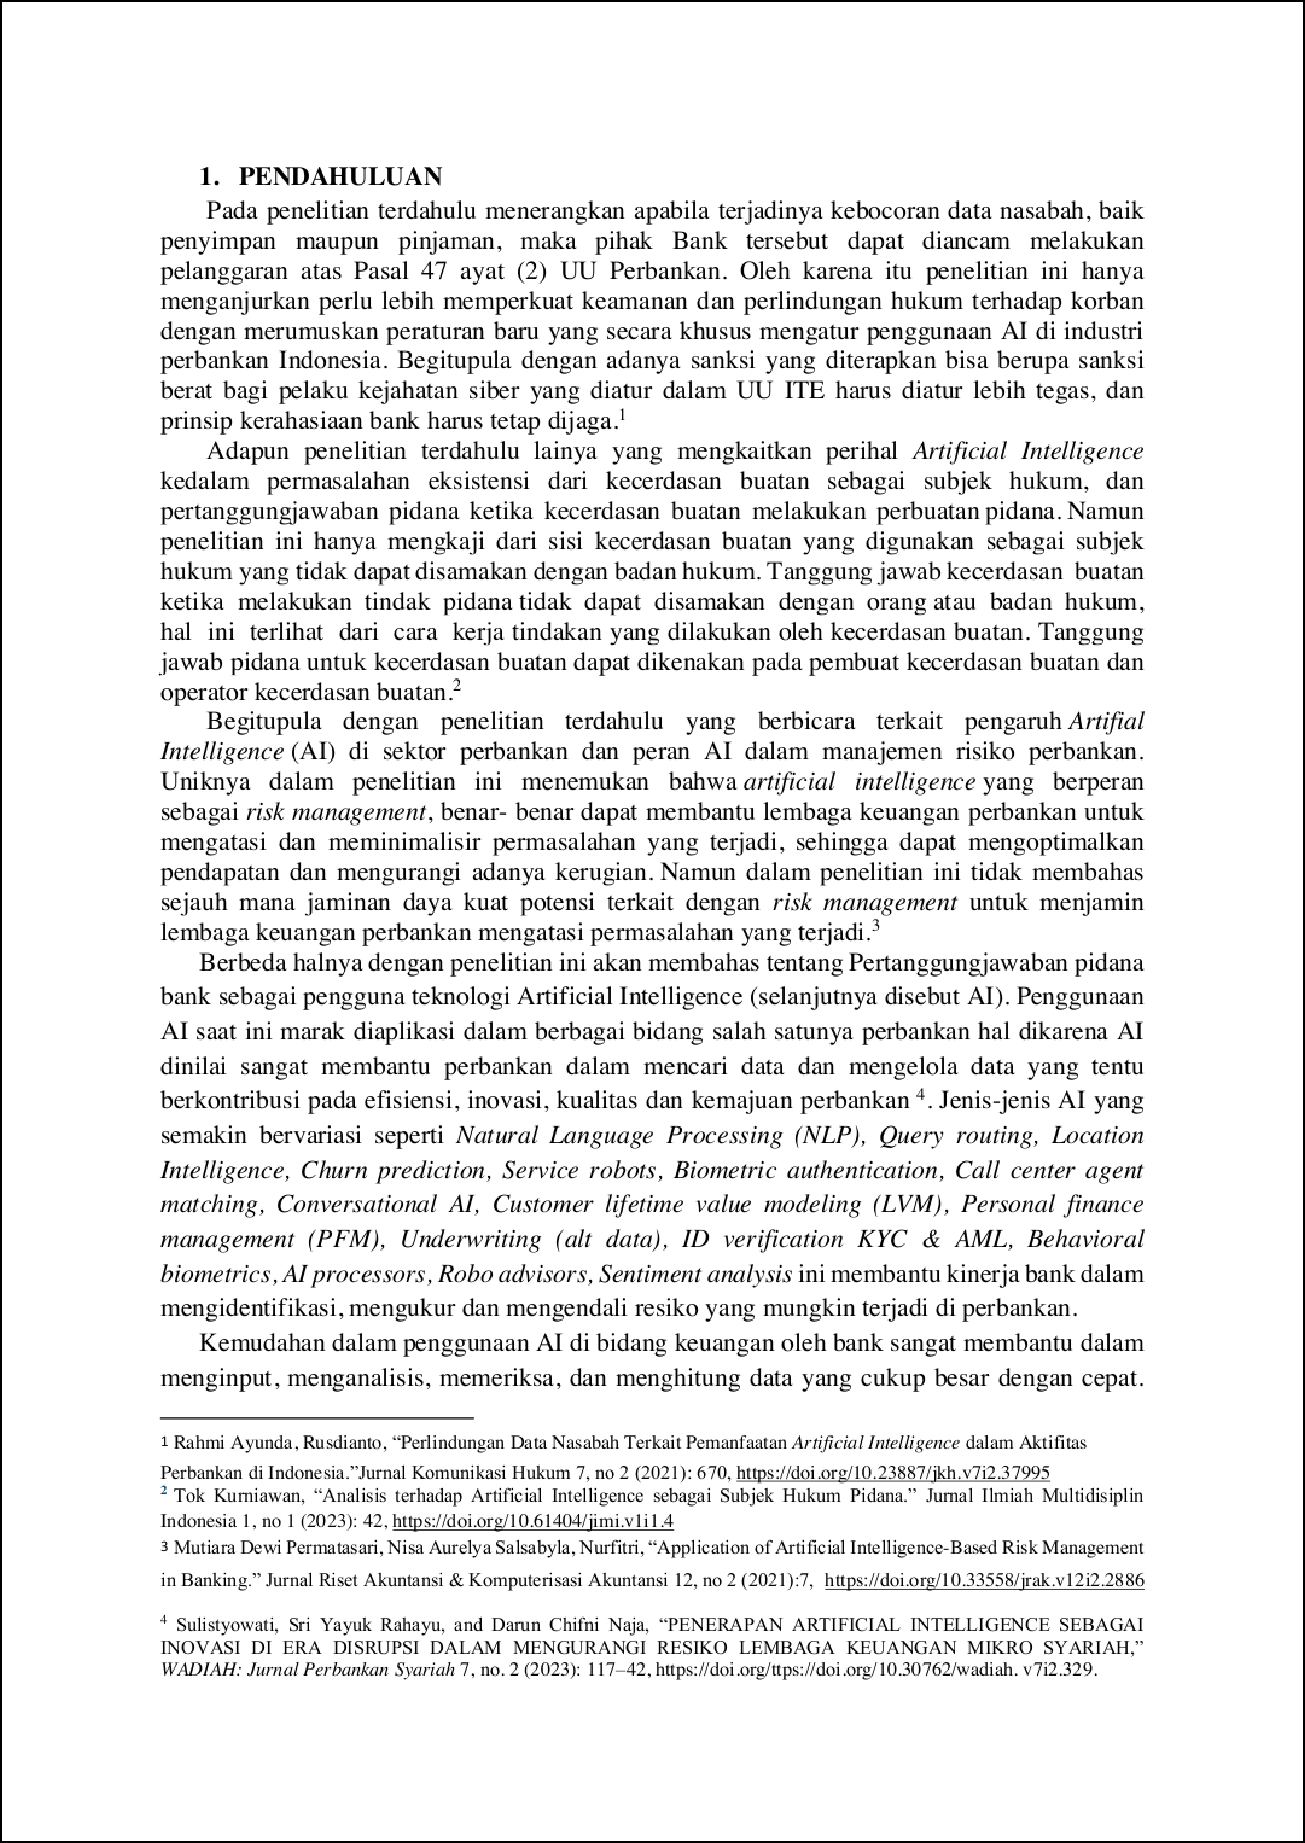 1. PENDAHULUAN
Pada penelitian terdahulu menerangkan apabila terjadinya kebocoran data nasabah, baik
penyimpan maupun pinjaman, maka pihak Bank tersebut dapat diancam melakukan
pelanggaran atas Pasal 47 ayat (2) UU Perbankan. Oleh karena itu penelitian ini hanya
menganjurkan perlu lebih memperkuat keamanan dan perlindungan hukum terhadap korban
dengan merumuskan peraturan baru yang secara khusus mengatur penggunaan AI di industri
perbankan Indonesia. Begitupula dengan adanya sanksi yang diterapkan bisa berupa sanksi
berat bagi pelaku kejahatan siber yang diatur dalam UU ITE harus diatur lebih tegas, dan
prinsip kerahasiaan bank harus tetap dijaga.1
Adapun penelitian terdahulu lainya yang mengkaitkan perihal Artificial Intelligence
kedalam permasalahan eksistensi dari kecerdasan buatan sebagai subjek hukum, dan
pertanggungjawaban pidana ketika kecerdasan buatan melakukan perbuatan pidana. Namun
penelitian ini hanya mengkaji dari sisi kecerdasan buatan yang digunakan sebagai subjek
hukum yang tidak dapat disamakan dengan badan hukum. Tanggung jawab kecerdasan buatan
ketika melakukan tindak pidana tidak dapat disamakan dengan orang atau badan hukum,
hal ini terlihat dari cara kerja tindakan yang dilakukan oleh kecerdasan buatan. Tanggung
jawab pidana untuk kecerdasan buatan dapat dikenakan pada pembuat kecerdasan buatan dan
operator kecerdasan buatan.2
Begitupula dengan penelitian terdahulu yang berbicara terkait pengaruh Artifial
Intelligence (AI) di sektor perbankan dan peran AI dalam manajemen risiko perbankan.
Uniknya dalam penelitian ini menemukan bahwa artificial intelligence yang berperan
sebagai risk management, benar- benar dapat membantu lembaga keuangan perbankan untuk
mengatasi dan meminimalisir permasalahan yang terjadi, sehingga dapat mengoptimalkan
pendapatan dan mengurangi adanya kerugian. Namun dalam penelitian ini tidak membahas
sejauh mana jaminan daya kuat potensi terkait dengan risk management untuk menjamin
lembaga keuangan perbankan mengatasi permasalahan yang terjadi.3
Berbeda halnya dengan penelitian ini akan membahas tentang Pertanggungjawaban pidana
bank sebagai pengguna teknologi Artificial Intelligence (selanjutnya disebut AI). Penggunaan
AI saat ini marak diaplikasi dalam berbagai bidang salah satunya perbankan hal dikarena AI
dinilai sangat membantu perbankan dalam mencari data dan mengelola data yang tentu
berkontribusi pada efisiensi, inovasi, kualitas dan kemajuan perbankan 4. Jenis-jenis AI yang
semakin bervariasi seperti Natural Language Processing (NLP), Query routing, Location
Intelligence, Churn prediction, Service robots, Biometric authentication, Call center agent
matching, Conversational AI, Customer lifetime value modeling (LVM), Personal finance
management (PFM), Underwriting (alt data), ID verification KYC & AML, Behavioral
biometrics, AI processors, Robo advisors, Sentiment analysis ini membantu kinerja bank dalam
mengidentifikasi, mengukur dan mengendali resiko yang mungkin terjadi di perbankan.
Kemudahan dalam penggunaan AI di bidang keuangan oleh bank sangat membantu dalam
menginput, menganalisis, memeriksa, dan menghitung data yang cukup besar dengan cepat.
1 Rahmi Ayunda, Rusdianto, “Perlindungan Data Nasabah Terkait Pemanfaatan Artificial Intelligence dalam Aktifitas
Perbankan di Indonesia.”Jurnal Komunikasi Hukum 7, no 2 (2021): 670, https://doi.org/10.23887/jkh.v7i2.37995
2 Tok Kurniawan, “Analisis terhadap Artificial Intelligence sebagai Subjek Hukum Pidana.” Jurnal Ilmiah Multidisiplin
Indonesia 1, no 1 (2023): 42, https://doi.org/10.61404/jimi.v1i1.4
3 Mutiara Dewi Permatasari, Nisa Aurelya Salsabyla, Nurfitri, “Application of Artificial Intelligence-Based Risk Management
in Banking.” Jurnal Riset Akuntansi & Komputerisasi Akuntansi 12, no 2 (2021):7, https://doi.org/10.33558/jrak.v12i2.2886
4 Sulistyowati, Sri Yayuk Rahayu, and Darun Chifni Naja, “PENERAPAN ARTIFICIAL INTELLIGENCE SEBAGAI
INOVASI DI ERA DISRUPSI DALAM MENGURANGI RESIKO LEMBAGA KEUANGAN MIKRO SYARIAH,”
WADIAH: Jurnal Perbankan Syariah 7, no. 2 (2023): 117–42, https://doi.org/ttps://doi.org/10.30762/wadiah. v7i2.329.